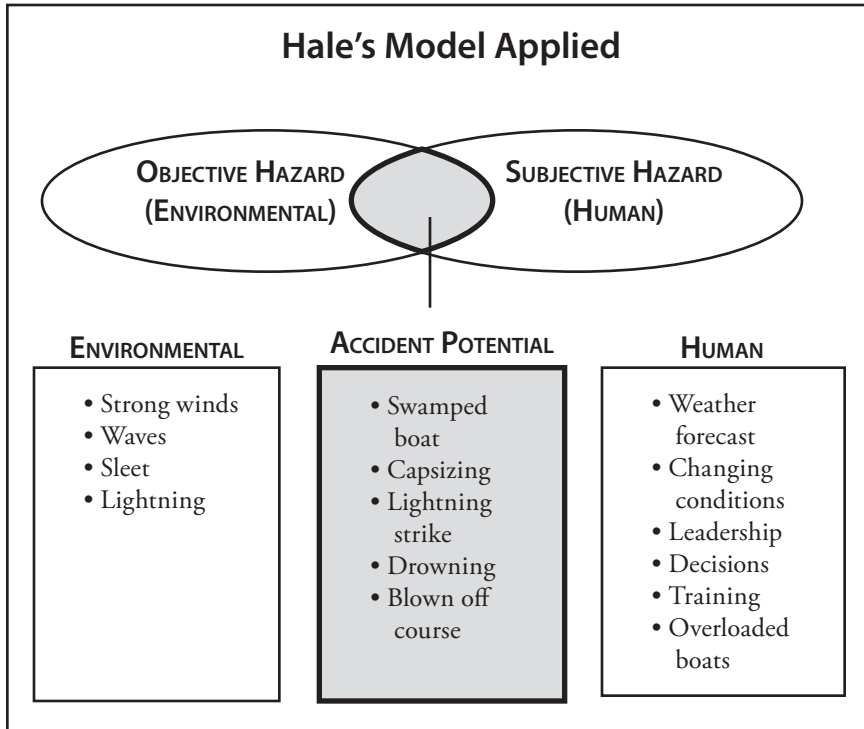 Hale's Model Applied
Objective Hazard
(Environmental)
Subjective Hazard
(Human)
Environmental
• Strong winds
• Waves
• Sleet
• Lightning
Accident Potential
• Swamped
boat
• Capsizing
• Lightning
strike
• Drowning
• Blown off
course
Human
• Weather
forecast
• Changing
conditions
• Leadership
• Decisions
• Training
• Overloaded
boats